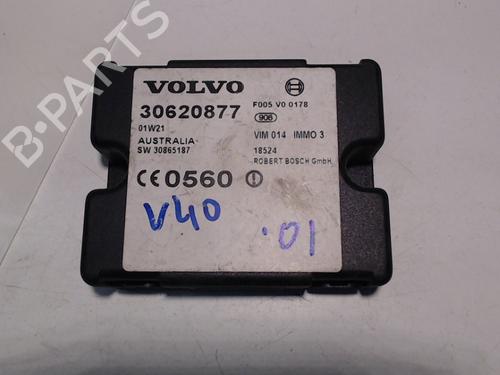 VOLVO
30620877
01W21
AUSTRALIA
SW 30865187
CE 0560
F005 V0 0178
908
VIM 014 IMMO 3
18524
ROBERT BOSCH GmbH
V40
.01
B-PARTS